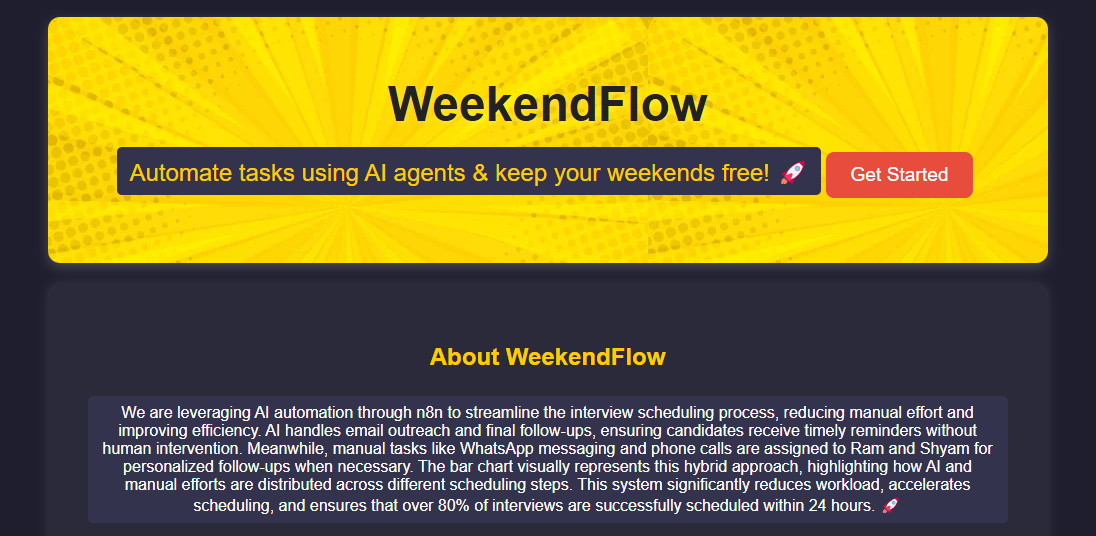 WeekendFlow
Automate tasks using AI agents & keep your weekends free! 🚀 Get Started
About WeekendFlow
We are leveraging AI automation through n8n to streamline the interview scheduling process, reducing manual effort and
improving efficiency. AI handles email outreach and final follow-ups, ensuring candidates receive timely reminders without
human intervention. Meanwhile, manual tasks like WhatsApp messaging and phone calls are assigned to Ram and Shyam for
personalized follow-ups when necessary. The bar chart visually represents this hybrid approach, highlighting how AI and
manual efforts are distributed across different scheduling steps. This system significantly reduces workload, accelerates
scheduling, and ensures that over 80% of interviews are successfully scheduled within 24 hours. 🚀